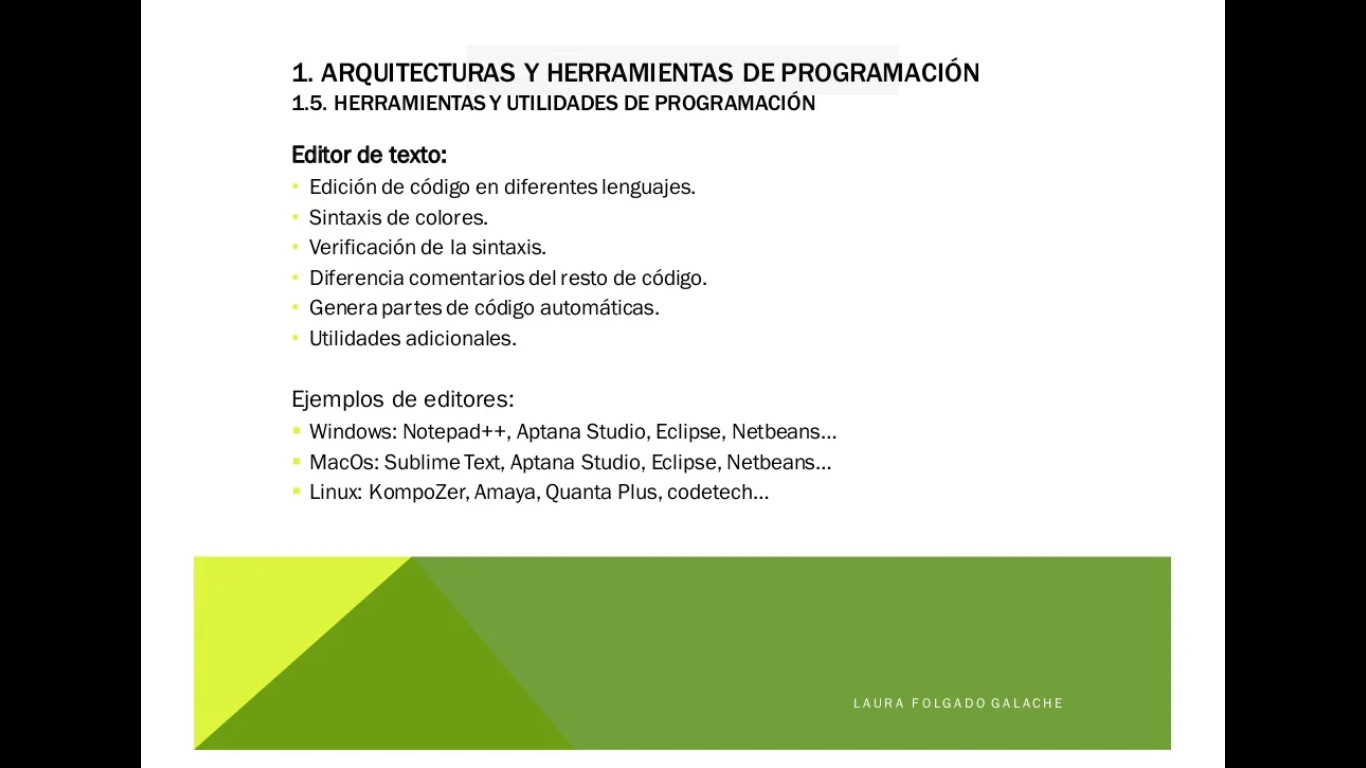 1. ARQUITECTURAS Y HERRAMIENTAS DE PROGRAMACIÓN
1.5. HERRAMIENTAS Y UTILIDADES DE PROGRAMACIÓN
Editor de texto:
• Edición de código en diferentes lenguajes.
• Sintaxis de colores.
• Verificación de la sintaxis.
• Diferencia comentarios del resto de código.
• Genera partes de código automáticas.
• Utilidades adicionales.
Ejemplos de editores:
▪ Windows: Notepad++, Aptana Studio, Eclipse, Netbeans...
▪ MacOs: Sublime Text, Aptana Studio, Eclipse, Netbeans...
▪ Linux: KompoZer, Amaya, Quanta Plus, codetech...
LAURA FOLGADO GALACHE